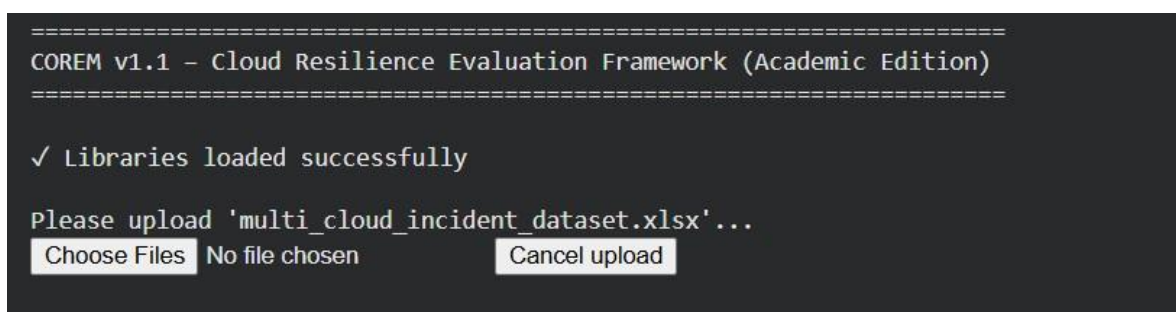 ======================================================================
COREM v1.1 – Cloud Resilience Evaluation Framework (Academic Edition)
======================================================================
✓ Libraries loaded successfully
Please upload 'multi_cloud_incident_dataset.xlsx'...
Choose Files No file chosen Cancel upload